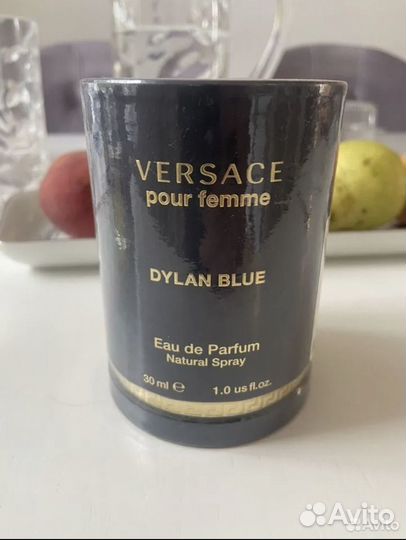 VERSACE
pour femme
DYLAN BLUE
Eau de Parfum
Natural Spray
30 ml ℮ 1.0 us fl.oz.
Avito